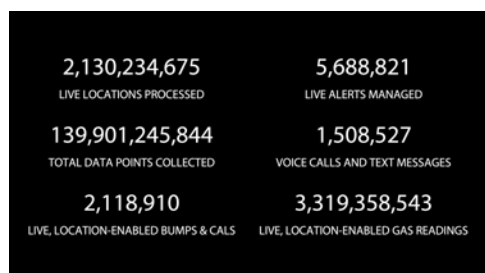 2,130,234,675
LIVE LOCATIONS PROCESSED
5,688,821
LIVE ALERTS MANAGED
139,901,245,844
TOTAL DATA POINTS COLLECTED
1,508,527
VOICE CALLS AND TEXT MESSAGES
2,118,910
LIVE, LOCATION-ENABLED BUMPS & CALS
3,319,358,543
LIVE, LOCATION-ENABLED GAS READINGS